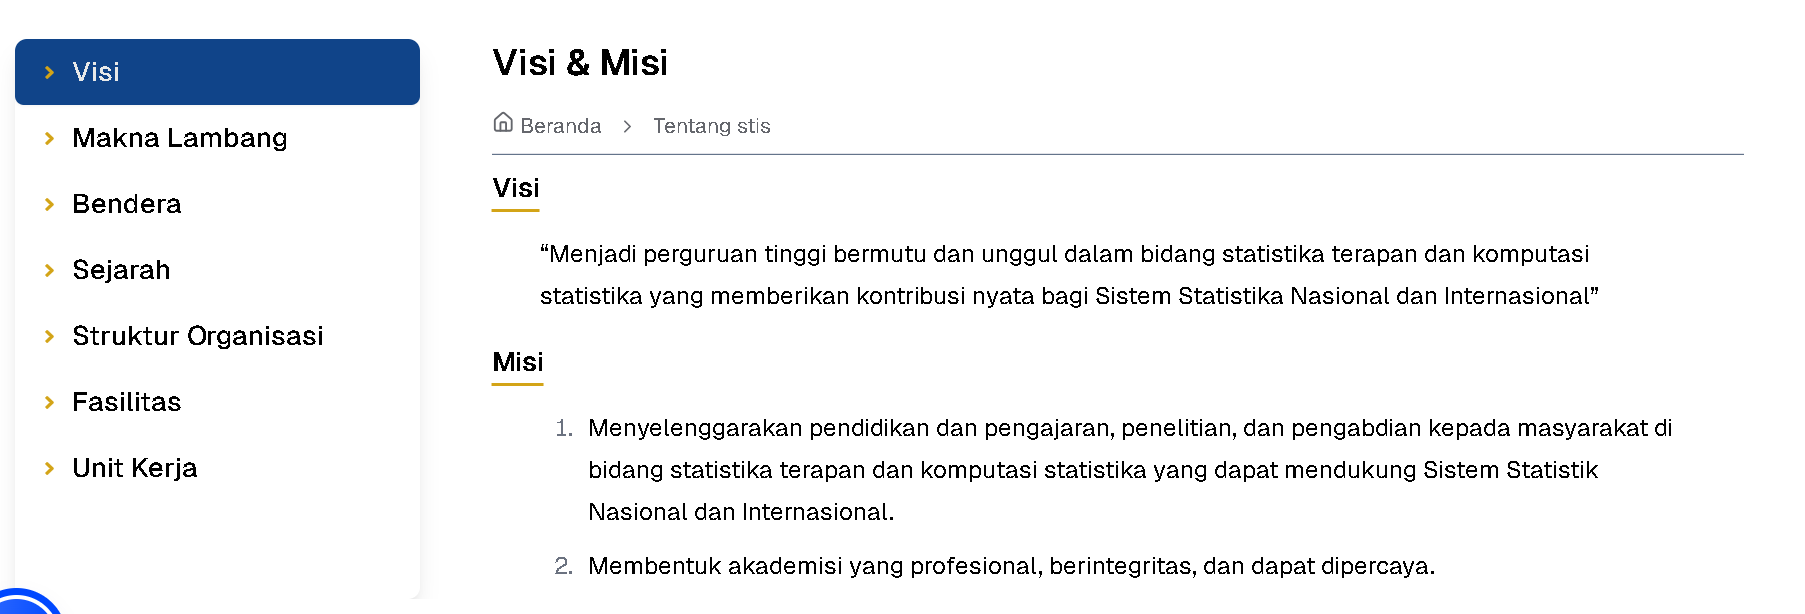 Visi
Makna Lambang
Bendera
Sejarah
Struktur Organisasi
Fasilitas
Unit Kerja
Visi & Misi
Beranda > Tentang stis
Visi
“Menjadi perguruan tinggi bermutu dan unggul dalam bidang statistika terapan dan komputasi
statistika yang memberikan kontribusi nyata bagi Sistem Statistika Nasional dan Internasional”
Misi
1. Menyelenggarakan pendidikan dan pengajaran, penelitian, dan pengabdian kepada masyarakat di
bidang statistika terapan dan komputasi statistika yang dapat mendukung Sistem Statistik
Nasional dan Internasional.
2. Membentuk akademisi yang profesional, berintegritas, dan dapat dipercaya.